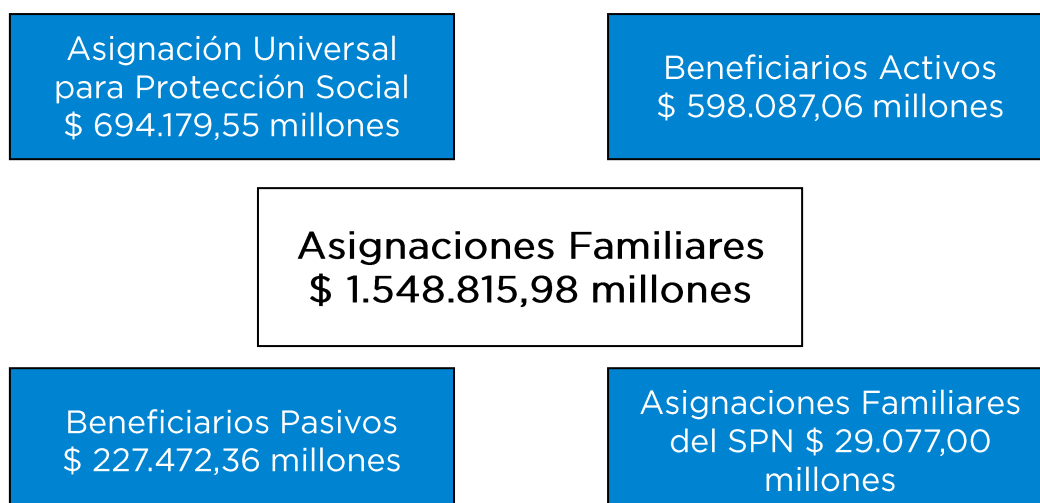 Asignación Universal
para Protección Social
$ 694.179,55 millones
Beneficiarios Activos
$ 598.087,06 millones
Asignaciones Familiares
$ 1.548.815,98 millones
Beneficiarios Pasivos
$ 227.472,36 millones
Asignaciones Familiares
del SPN $ 29.077,00
millones